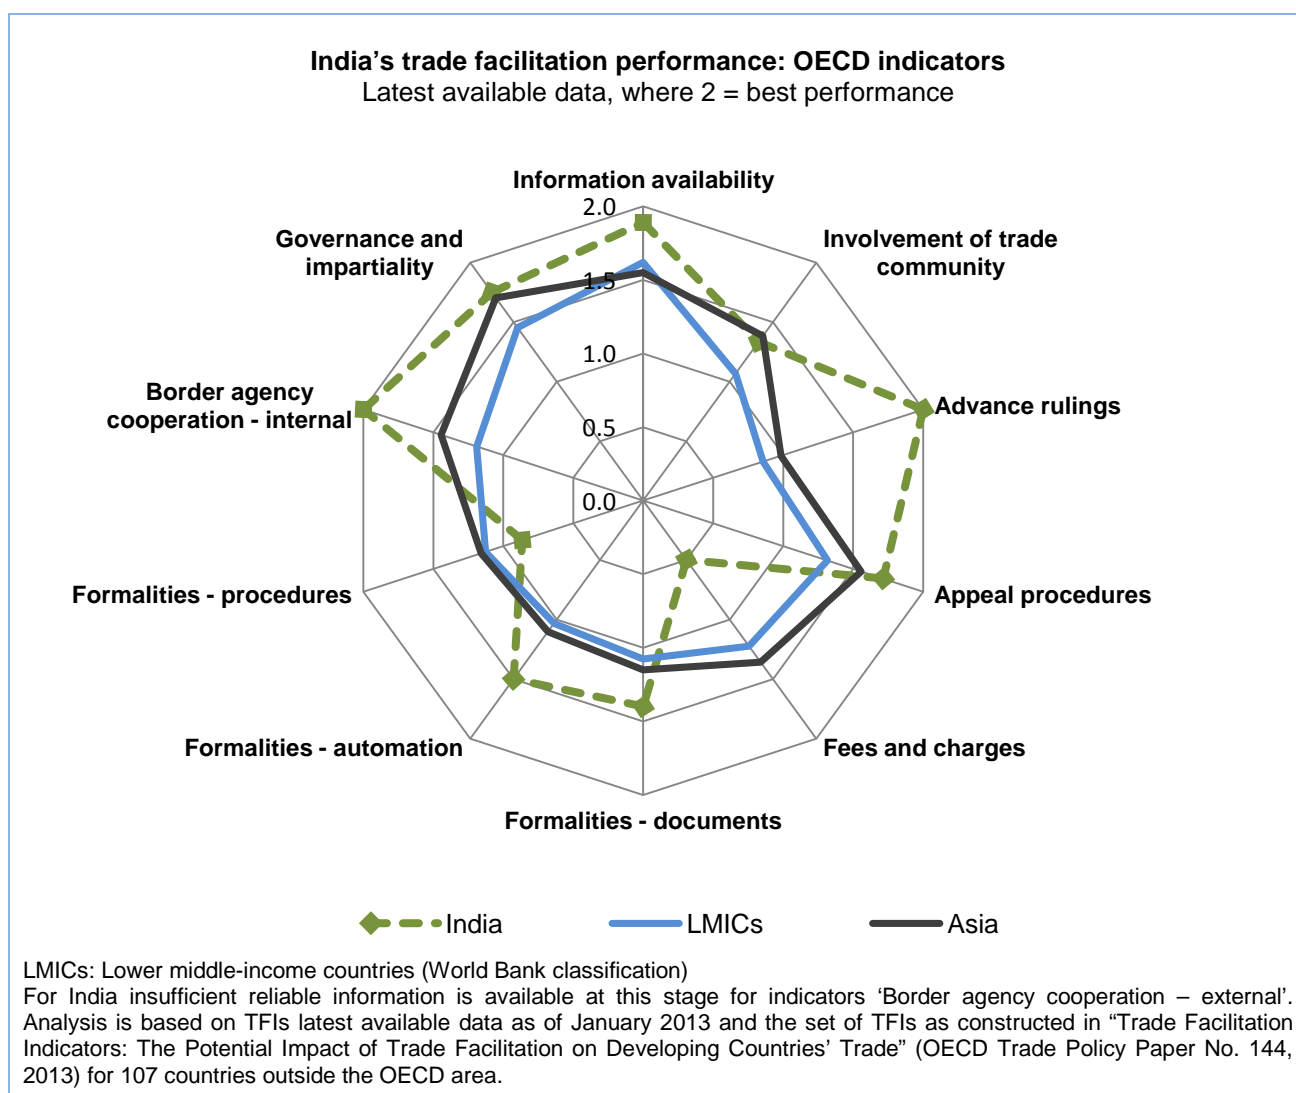 India's trade facilitation performance: OECD indicators
Latest available data, where 2 = best performance
Information availability
2.0
Governance and
impartiality
Involvement of trade
community
1.5
1.0
Border agency
cooperation - internal
Advance rulings
0.5
0.0
Formalities - procedures
Appeal procedures
Formalities - automation
Fees and charges
Formalities - documents
India
LMICs
Asia
LMICs: Lower middle-income countries (World Bank classification)
For India insufficient reliable information is available at this stage for indicators ‘Border agency cooperation – external’.
Analysis is based on TFIs latest available data as of January 2013 and the set of TFIs as constructed in “Trade Facilitation
Indicators: The Potential Impact of Trade Facilitation on Developing Countries’ Trade” (OECD Trade Policy Paper No. 144,
2013) for 107 countries outside the OECD area.